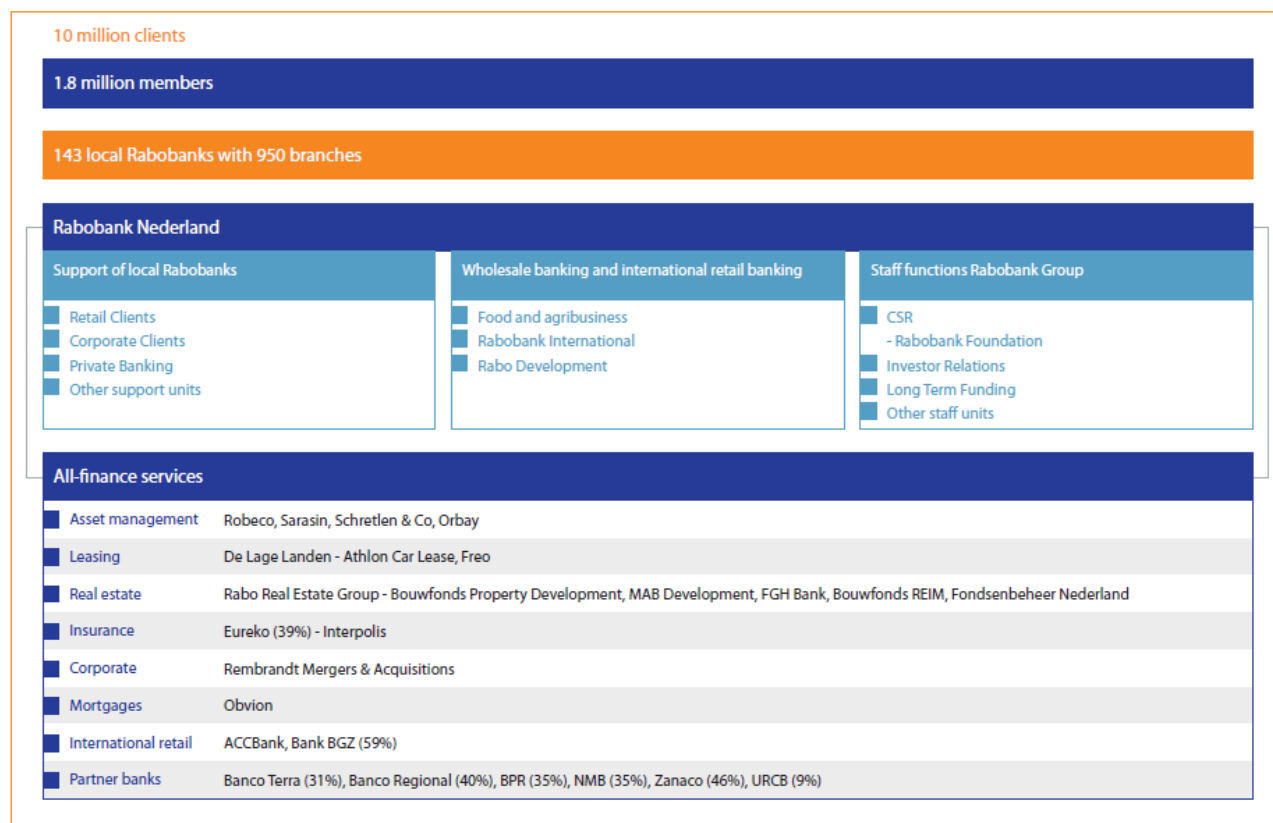 10 million clients
1.8 million members
143 local Rabobanks with 950 branches
Rabobank Nederland
Support of local Rabobanks
Retail Clients
Corporate Clients
Private Banking
Other support units
Wholesale banking and international retail banking
Food and agribusiness
Rabobank International
Rabo Development
Staff functions Rabobank Group
CSR
- Rabobank Foundation
Investor Relations
Long Term Funding
Other staff units
All-finance services
Asset management Robeco, Sarasin, Schretlen & Co, Orbay
Leasing De Lage Landen - Athlon Car Lease, Freo
Real estate Rabo Real Estate Group - Bouwfonds Property Development, MAB Development, FGH Bank, Bouwfonds REIM, Fondsenbeheer Nederland
Insurance Eureko (39%) - Interpolis
Corporate Rembrandt Mergers & Acquisitions
Mortgages Obvion
International retail ACCBank, Bank BGZ (59%)
Partner banks Banco Terra (31%), Banco Regional (40%), BPR (35%), NMB (35%), Zanaco (46%), URCB (9%)